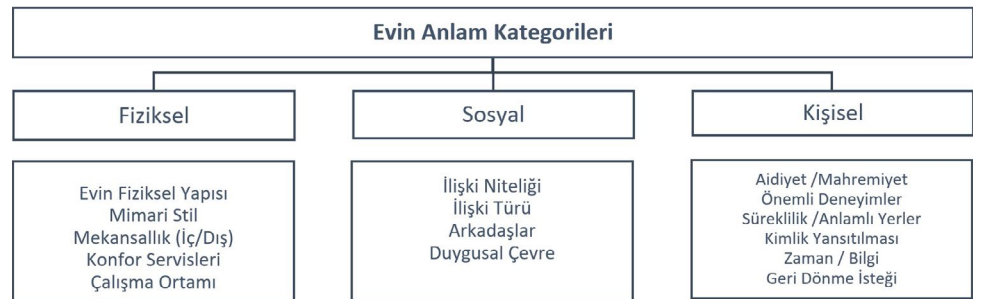 Evin Anlam Kategorileri
Fiziksel
Sosyal
Kişisel
Evin Fiziksel Yapısı
Mimari Stil
Mekansallık (İç/Dış)
Konfor Servisleri
Çalışma Ortamı
İlişki Niteliği
İlişki Türü
Arkadaşlar
Duygusal Çevre
Aidiyet /Mahremiyet
Önemli Deneyimler
Süreklilik /Anlamlı Yerler
Kimlik Yansıtılması
Zaman / Bilgi
Geri Dönme İsteği